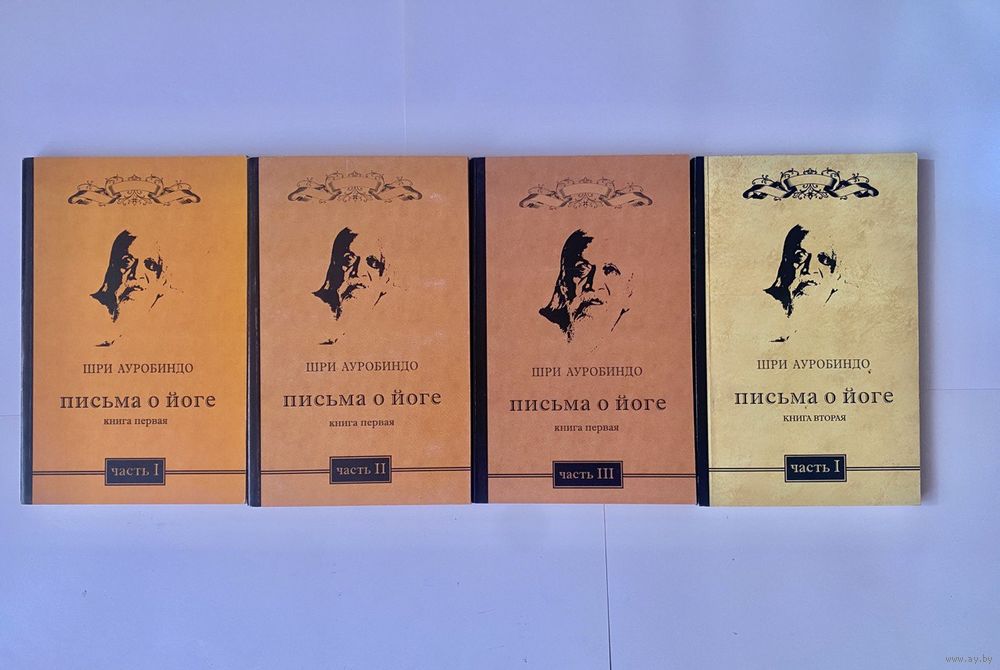 ШРИ АУРОБИНДО
письма о йоге
книга первая
часть I
ШРИ АУРОБИНДО
письма о йоге
книга первая
часть II
ШРИ АУРОБИНДО
письма о йоге
книга первая
часть III
ШРИ АУРОБИНДО
письма о йоге
КНИГА ВТОРАЯ
часть I
www.ay.by